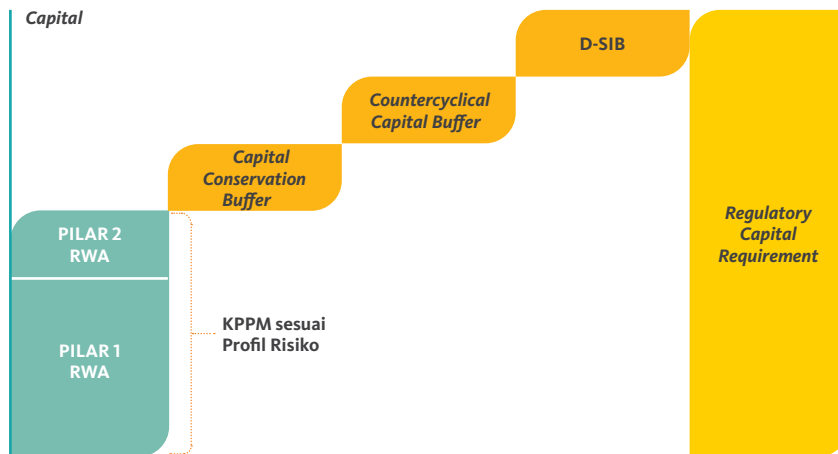 Capital
D-SIB
Countercyclical
Capital Buffer
Capital
Conservation
Buffer
PILAR 2
RWA
PILAR 1
RWA
KPPM sesuai
Profil Risiko
Regulatory
Capital
Requirement